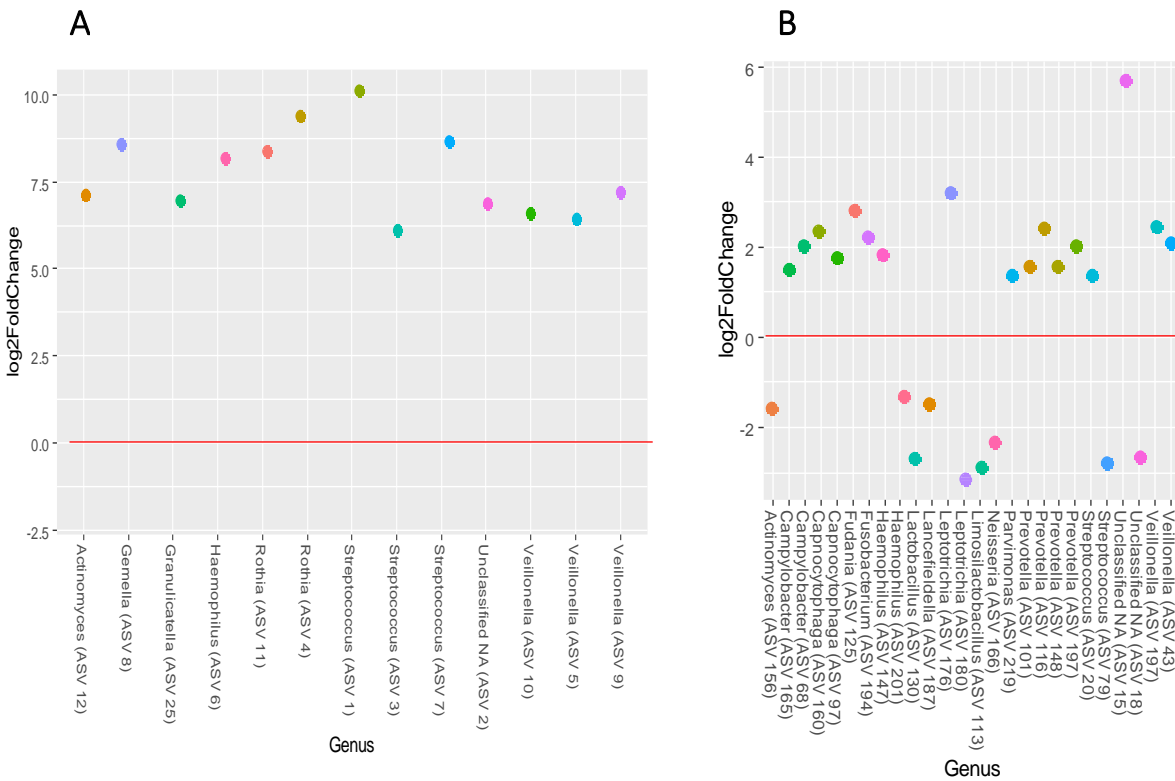 A
B
log2FoldChange
10.0
7.5
5.0
2.5
0.0
-2.5
Actinomyces (ASV 12)
Gemella (ASV 8)
Granulicatella (ASV 25)
Haemophilus (ASV 6)
Rothia (ASV 11)
Rothia (ASV 4)
Streptococcus (ASV 1)
Streptococcus (ASV 3)
Streptococcus (ASV 7)
Unclassified NA (ASV 2)
Veillonella (ASV 10)
Veillonella (ASV 5)
Veillonella (ASV 9)
Genus
log2FoldChange
6
4
2
0
-2
Actinomyces (ASV 156)
Campylobacter (ASV 165)
Campylobacter (ASV 68)
Capnocytophaga (ASV 160)
Capnocytophaga (ASV 97)
Fudania (ASV 125)
Fusobacterium (ASV 194)
Haemophilus (ASV 147)
Haemophilus (ASV 201)
Lactobacillus (ASV 130)
Lancefieldella (ASV 187)
Leptotrichia (ASV 176)
Leptotrichia (ASV 180)
Limosilactobacillus (ASV 113)
Neisseria (ASV 166)
Parvimonas (ASV 219)
Prevotella (ASV 101)
Prevotella (ASV 116)
Prevotella (ASV 148)
Prevotella (ASV 197)
Streptococcus (ASV 20)
Streptococcus (ASV 79)
Unclassified NA (ASV 15)
Unclassified NA (ASV 18)
Veillonella (ASV 197)
Veillonella (ASV 43)
Genus